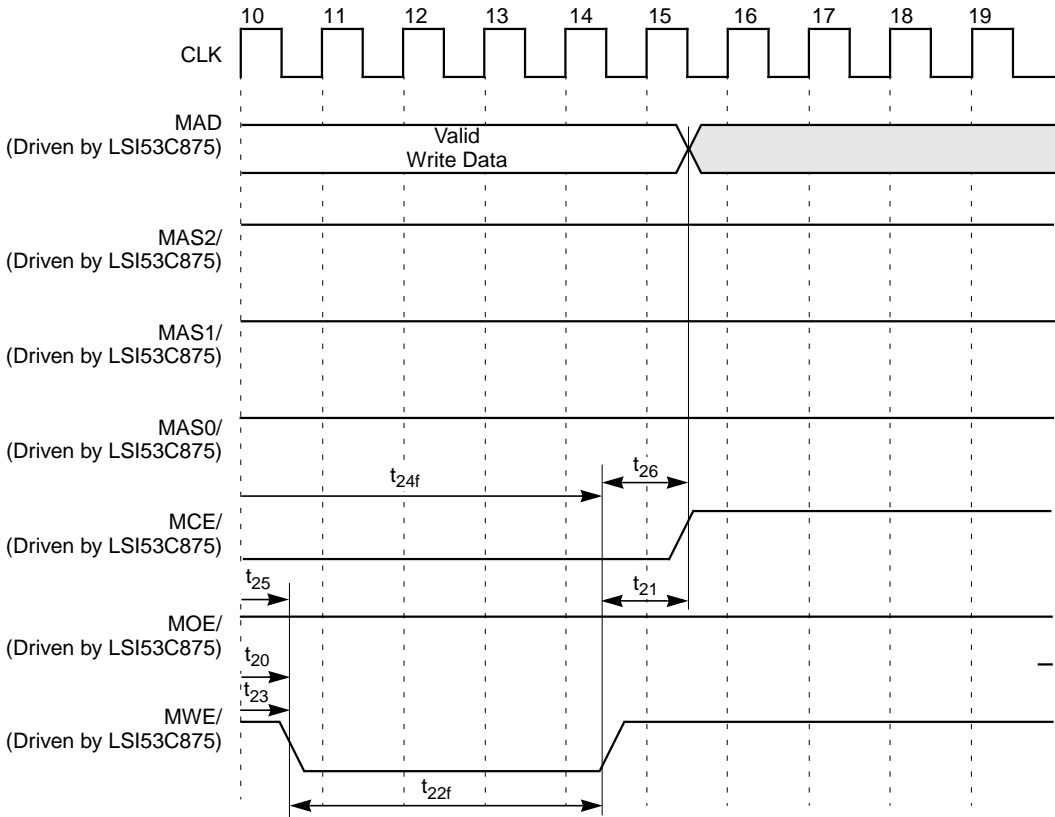 10 11 12 13 14 15 16 17 18 19
CLK
MAD
(Driven by LSI53C875)
Valid
Write Data
MAS2/
(Driven by LSI53C875)
MAS1/
(Driven by LSI53C875)
MAS0/
(Driven by LSI53C875)
t24f
t26
MCE/
(Driven by LSI53C875)
t25
t21
MOE/
(Driven by LSI53C875)
t20
t23
MWE/
(Driven by LSI53C875)
t22f